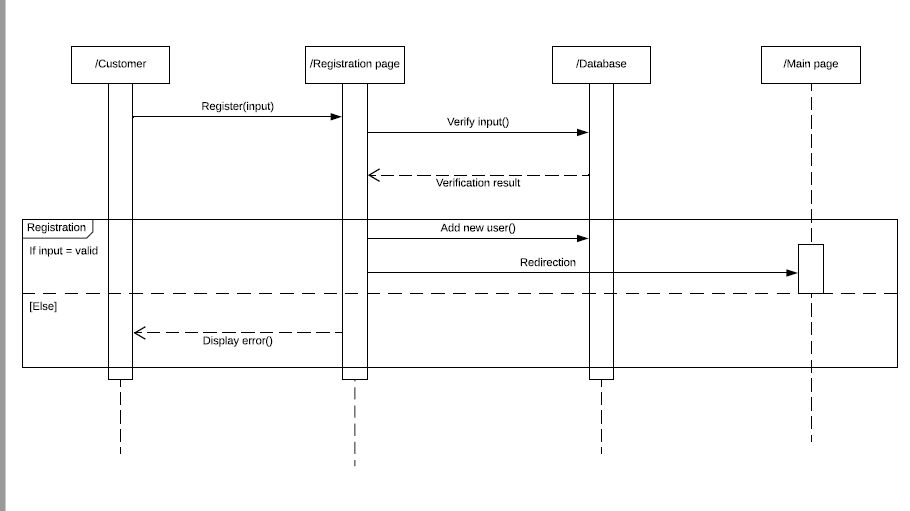 /Customer
/Registration page
/Database
/Main page
Register(input)
Verify input()
Verification result
Registration
Add new user()
If input = valid
Redirection
[Else]
Display error()